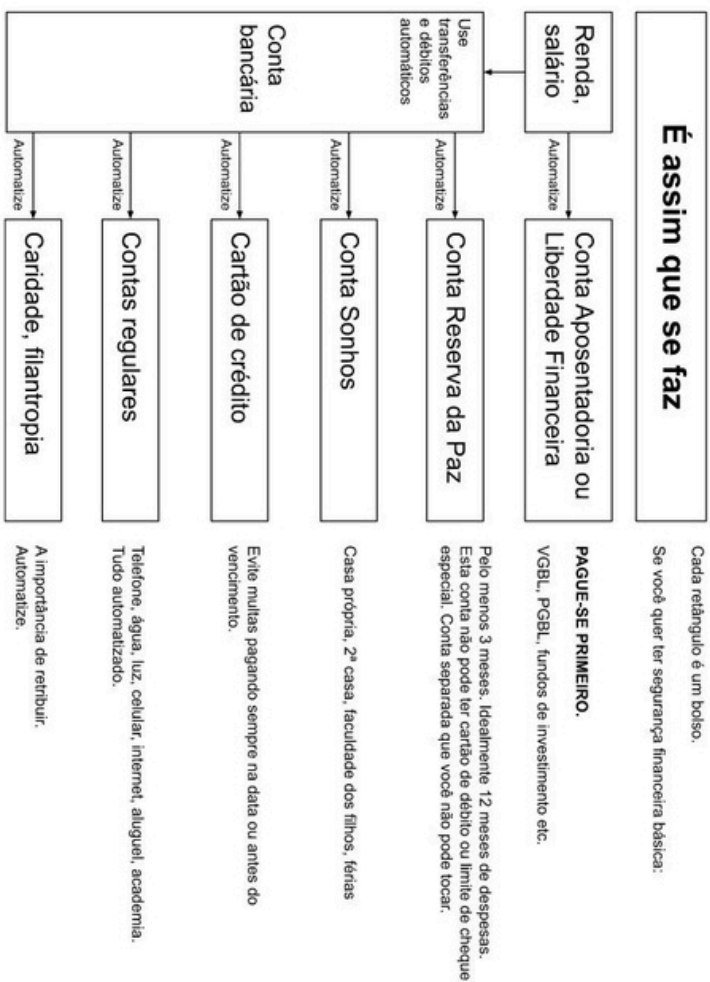 É assim que se faz
Cada retângulo é um bolso.
Se você quer ter segurança financeira básica:
Renda,
salário
Automatize
Conta Aposentadoria ou
Liberdade Financeira
PAGUE-SE PRIMEIRO.
VGBL, PGBL, fundos de investimento etc.
Use
transferências
e débitos
automáticos
Conta
bancária
Automatize
Conta Reserva da Paz
Pelo menos 3 meses. Idealmente 12 meses de despesas.
Esta conta não pode ter cartão de débito ou limite de cheque
especial. Conta separada que você não pode tocar.
Automatize
Conta Sonhos
Casa própria, 2ª casa, faculdade dos filhos, férias
Automatize
Cartão de crédito
Evite multas pagando sempre na data ou antes do
vencimento.
Automatize
Contas regulares
Telefone, água, luz, celular, internet, aluguel, academia.
Tudo automatizado.
Automatize
Caridade, filantropia
A importância de retribuir.
Automatize.